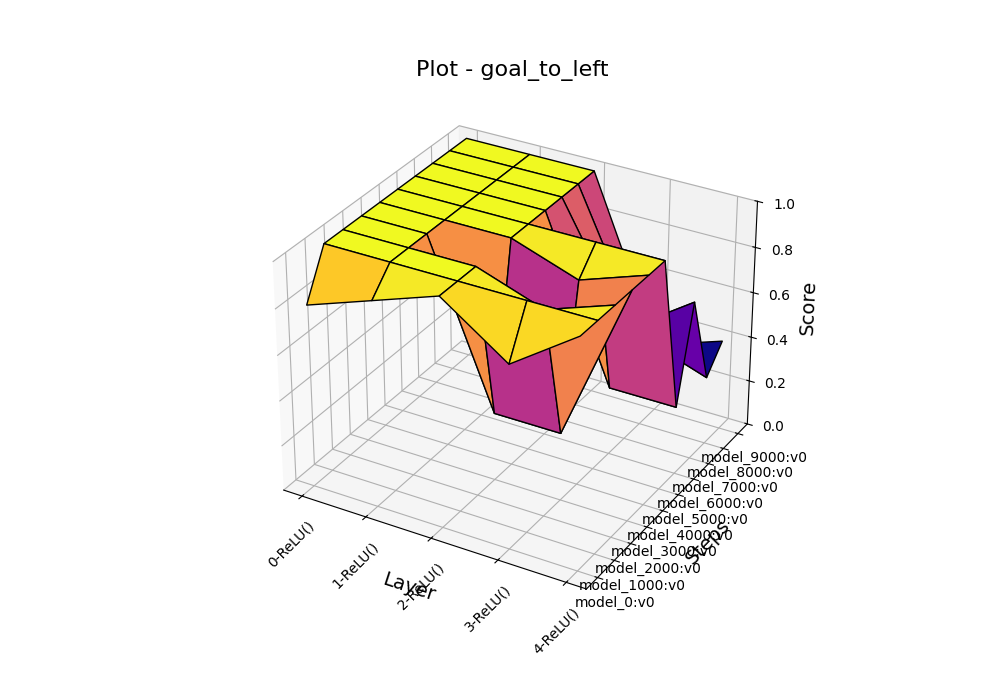 Plot - goal_to_left
1.0
0.8
0.6
0.4
0.2
0.0
Score
model_9000:v0
model_8000:v0
model_7000:v0
model_6000:v0
model_5000:v0
model_4000:v0
model_3000:v0
model_2000:v0
model_1000:v0
model_0:v0
Steps
0-ReLU()
1-ReLU()
2-ReLU()
3-ReLU()
4-ReLU()
Layer